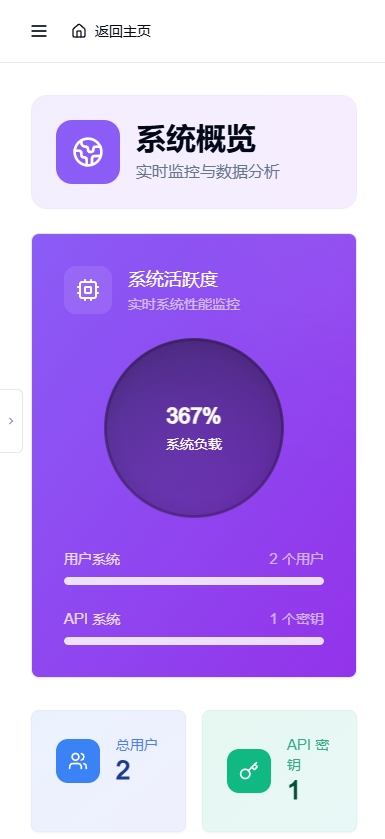 返回主页
系统概览
实时监控与数据分析
系统活跃度
实时系统性能监控
367%
系统负载
用户系统 2 个用户
API 系统 1 个密钥
总用户
2
API 密
钥
1